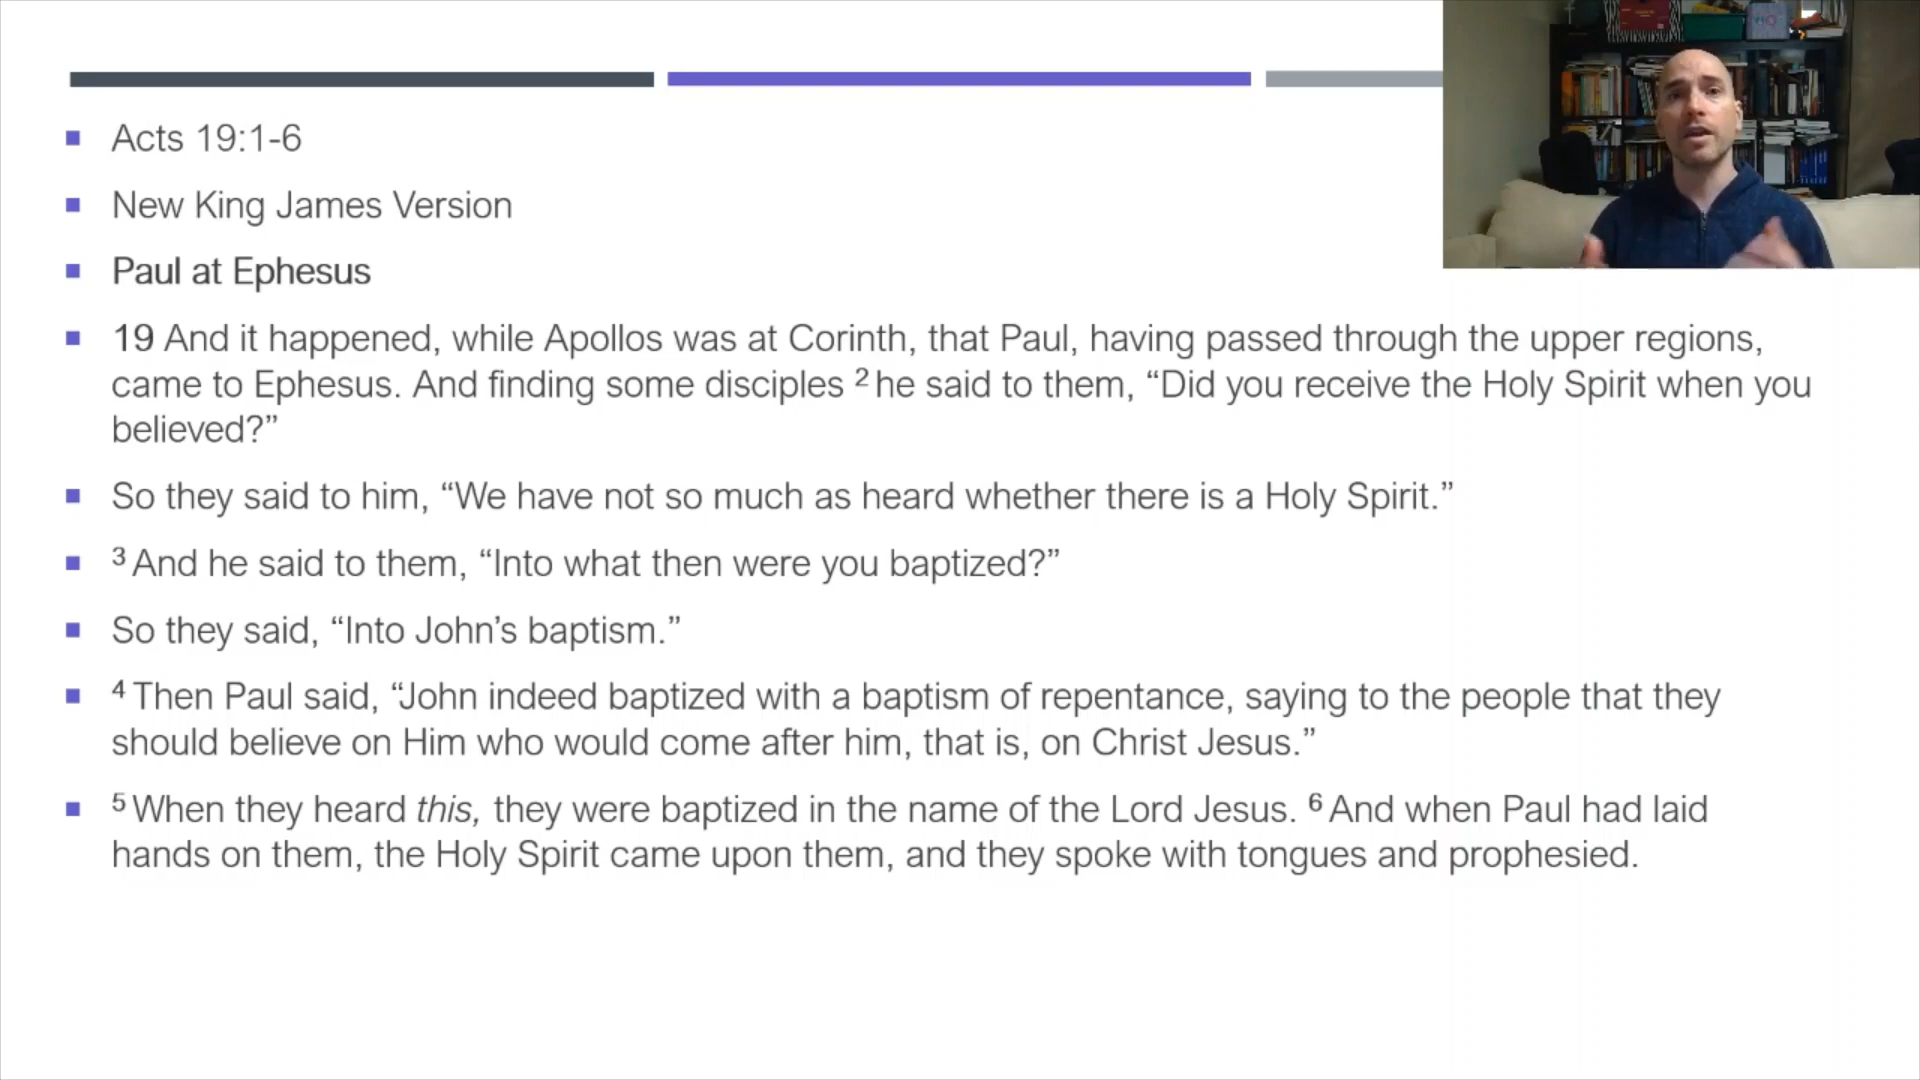 Acts 19:1-6
New King James Version
Paul at Ephesus
19 And it happened, while Apollos was at Corinth, that Paul, having passed through the upper regions,
came to Ephesus. And finding some disciples ² he said to them, “Did you receive the Holy Spirit when you
believed?”
So they said to him, “We have not so much as heard whether there is a Holy Spirit.”
³ And he said to them, “Into what then were you baptized?”
So they said, “Into John’s baptism.”
⁴ Then Paul said, “John indeed baptized with a baptism of repentance, saying to the people that they
should believe on Him who would come after him, that is, on Christ Jesus.”
⁵ When they heard this, they were baptized in the name of the Lord Jesus. ⁶ And when Paul had laid
hands on them, the Holy Spirit came upon them, and they spoke with tongues and prophesied.